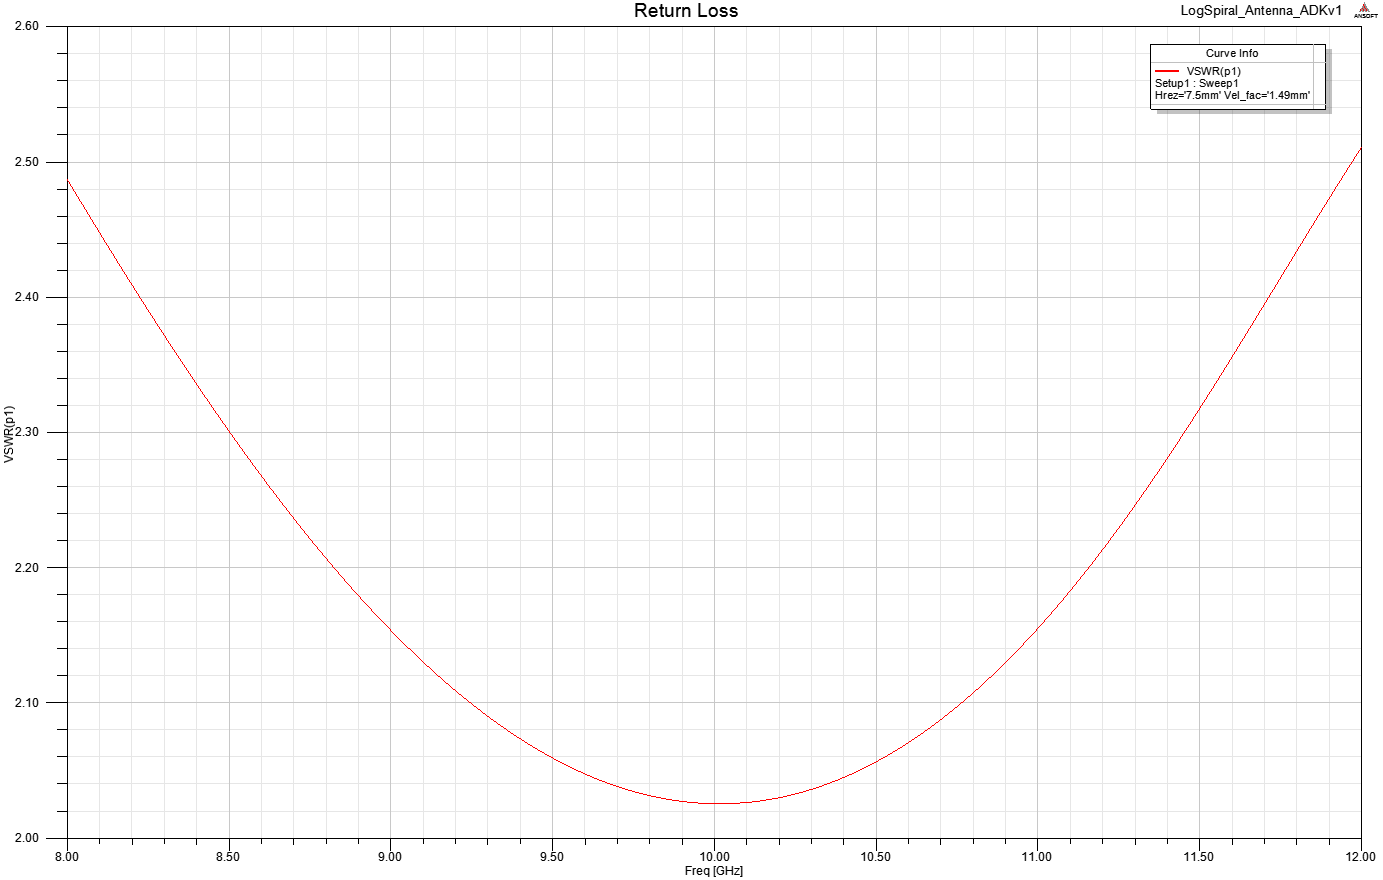 Return Loss
LogSpiral_Antenna_ADKv1
ANSOFT
Curve Info
VSWR(p1)
Setup1 : Sweep1
Hrez='7.5mm' Vel_fac='1.49mm'
2.60
2.50
2.40
2.30
2.20
2.10
2.00
VSWR(p1)
8.00 8.50 9.00 9.50 10.00 10.50 11.00 11.50 12.00
Freq [GHz]